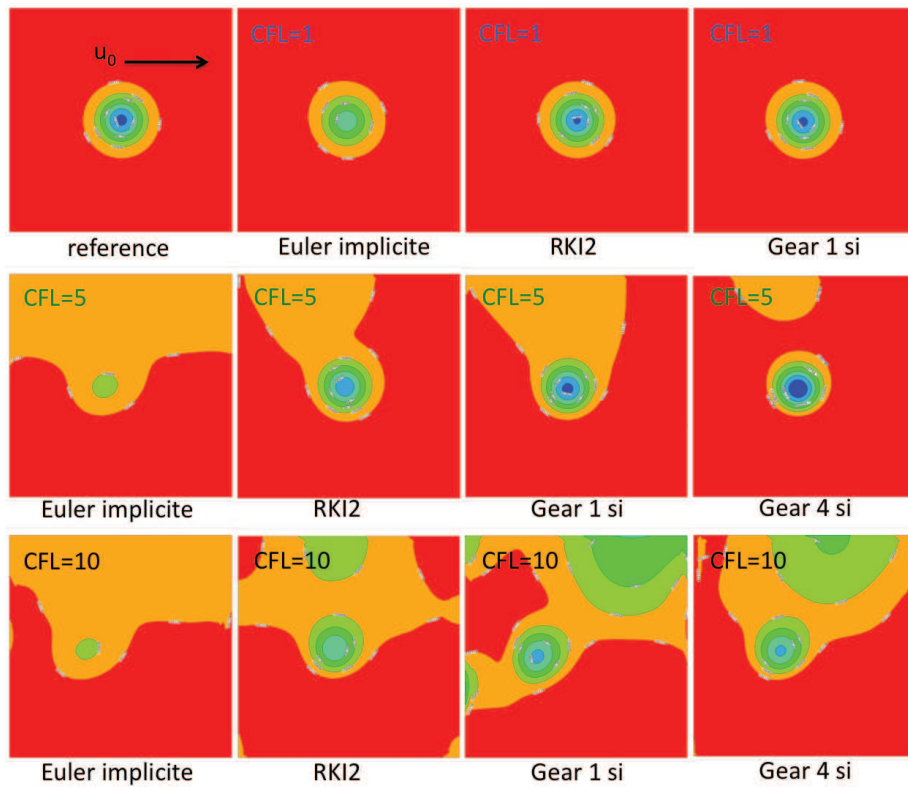 u₀
CFL=1 CFL=1 CFL=1
reference Euler implicite RKI2 Gear 1 si
CFL=5 CFL=5 CFL=5 CFL=5
Euler implicite RKI2 Gear 1 si Gear 4 si
CFL=10 CFL=10 CFL=10 CFL=10
Euler implicite RKI2 Gear 1 si Gear 4 si